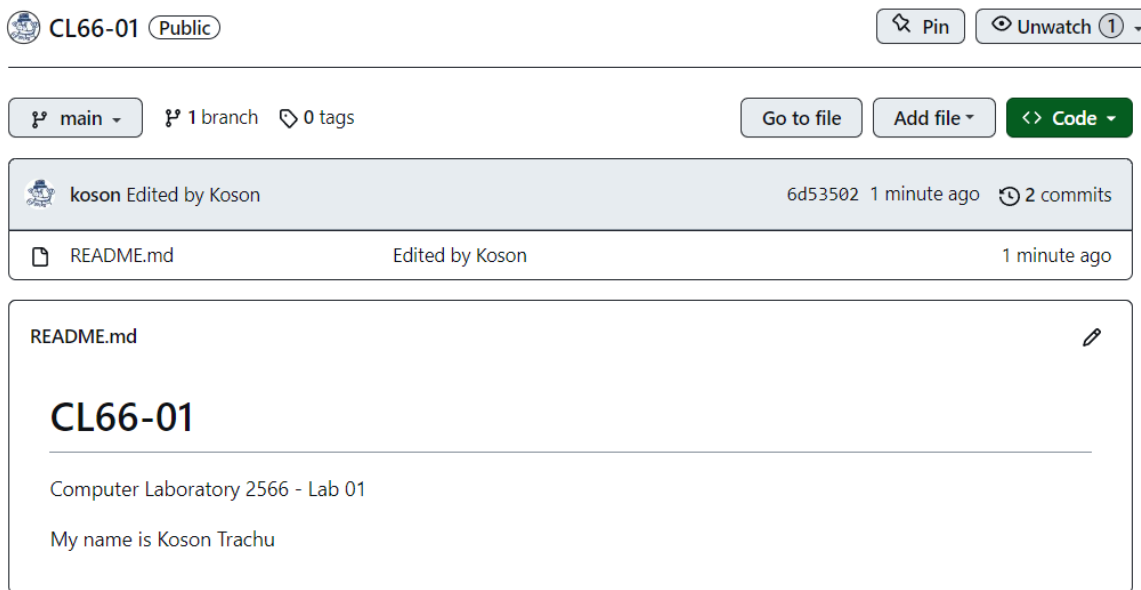 CL66-01 Public Pin Unwatch 1
main 1 branch 0 tags Go to file Add file <> Code
koson Edited by Koson 6d53502 1 minute ago 2 commits
README.md Edited by Koson 1 minute ago
README.md
CL66-01
Computer Laboratory 2566 - Lab 01
My name is Koson Trachu